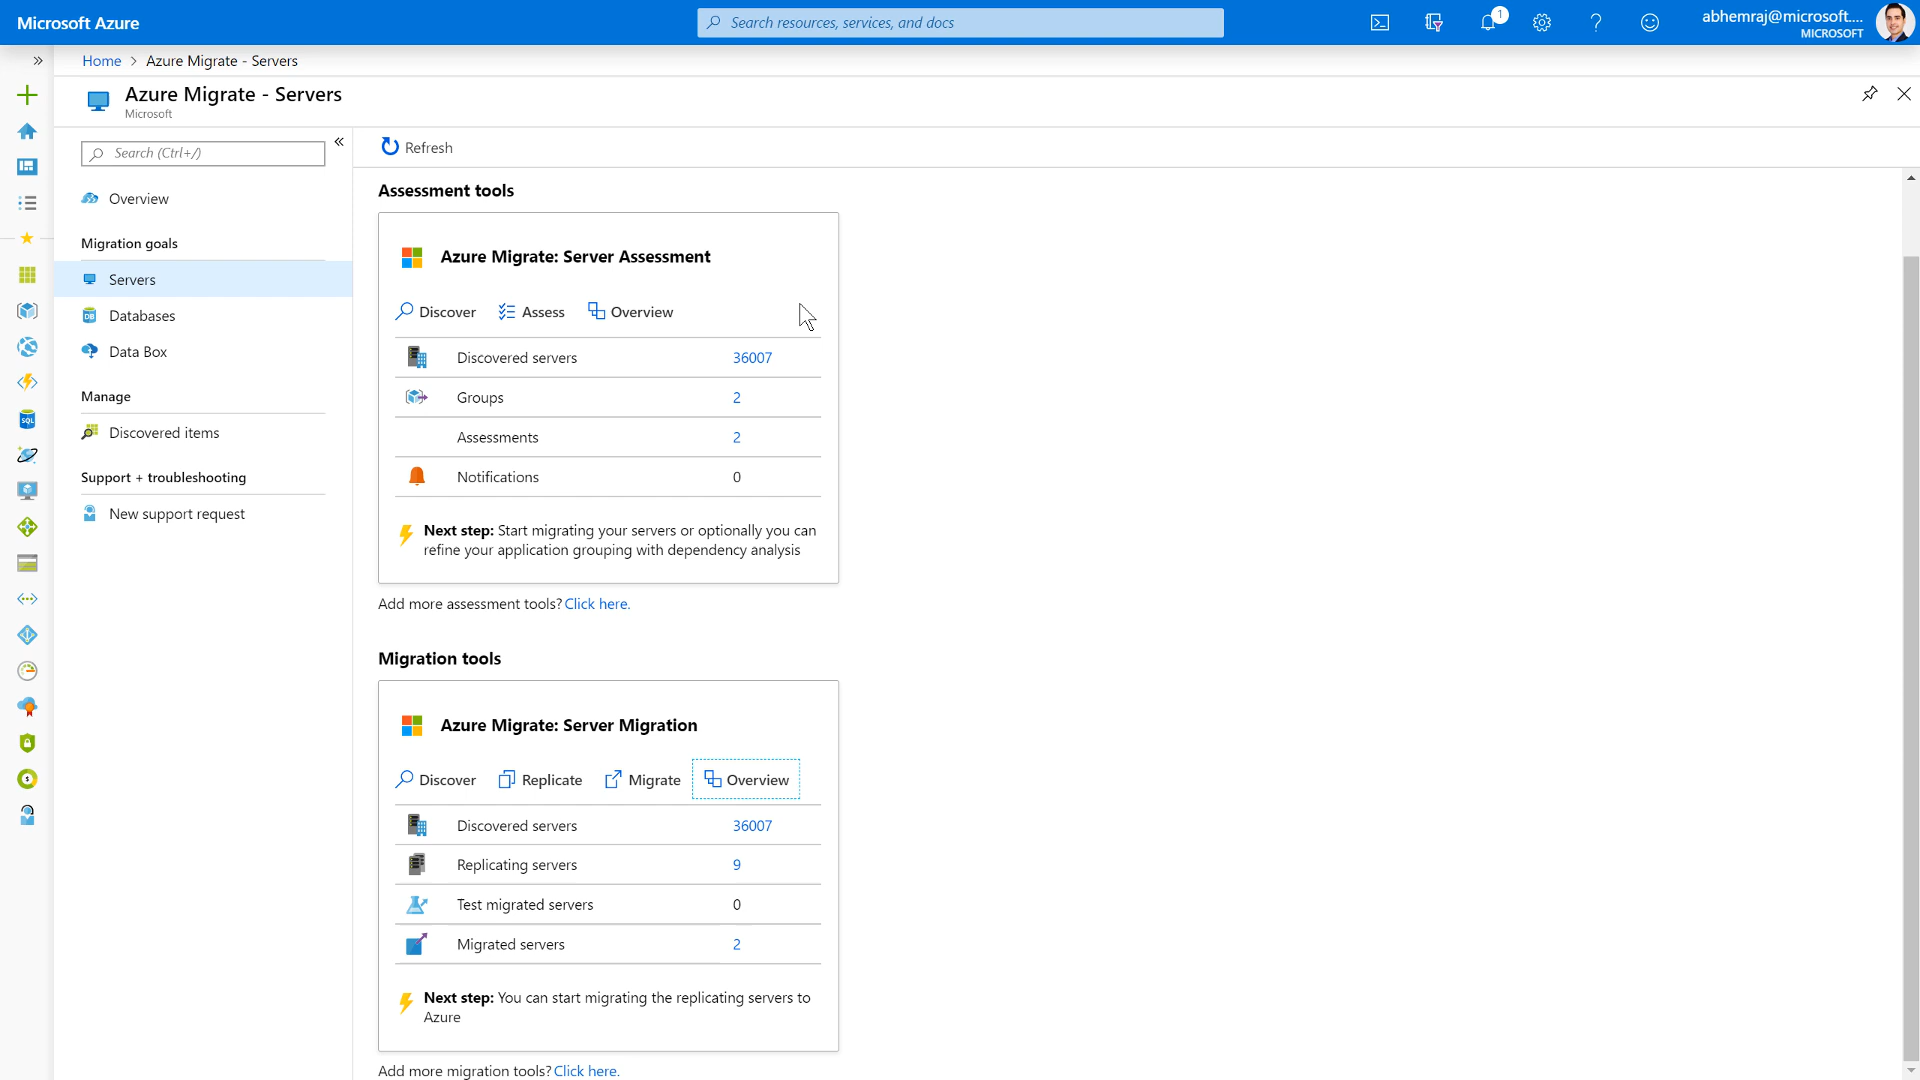 Microsoft Azure
Search resources, services, and docs
1
abhemraj@microsoft....
MICROSOFT
Home > Azure Migrate - Servers
Azure Migrate - Servers
Microsoft
Search (Ctrl+/)
Refresh
Overview
Migration goals
Servers
Databases
Data Box
Manage
Discovered items
Support + troubleshooting
New support request
Assessment tools
Azure Migrate: Server Assessment
Discover Assess Overview
Discovered servers 36007
Groups 2
Assessments 2
Notifications 0
Next step: Start migrating your servers or optionally you can
refine your application grouping with dependency analysis
Add more assessment tools? Click here.
Migration tools
Azure Migrate: Server Migration
Discover Replicate Migrate Overview
Discovered servers 36007
Replicating servers 9
Test migrated servers 0
Migrated servers 2
Next step: You can start migrating the replicating servers to
Azure
Add more migration tools? Click here.